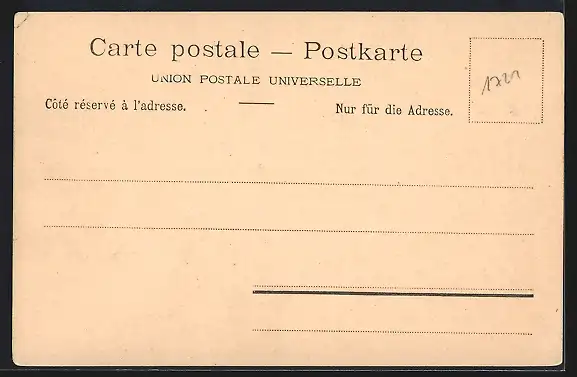 Carte postale — Postkarte
UNION POSTALE UNIVERSELLE
Côté réservé à l'adresse.
Nur für die Adresse.